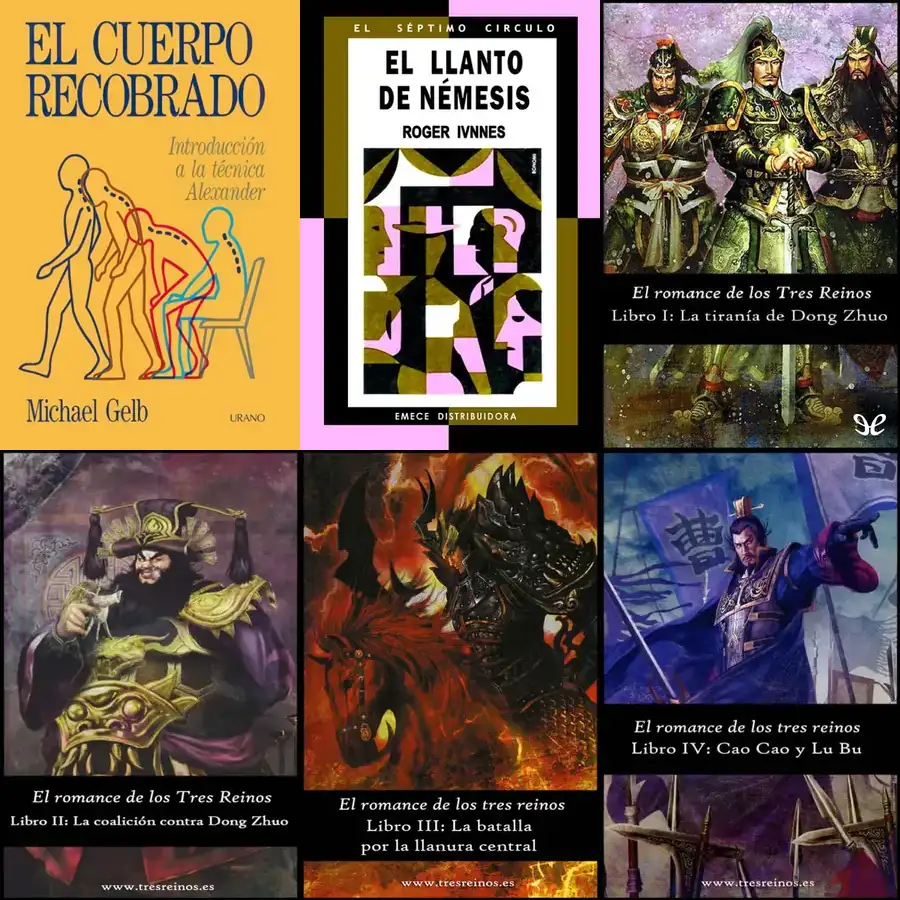 EL CUERPO
RECOBRADO
Introducción
a la técnica
Alexander
Michael Gelb
URANO
EL SÉPTIMO CIRCULO
EL LLANTO
DE NÉMESIS
ROGER IVNNES
BONOMI
EMECE DISTRIBUIDORA
El romance de los Tres Reinos
Libro I: La tiranía de Dong Zhuo
El romance de los Tres Reinos
Libro II: La coalición contra Dong Zhuo
www.tresreinos.es
El romance de los tres reinos
Libro III: La batalla
por la llanura central
www.tresreinos.es
曹
El romance de los tres reinos
Libro IV: Cao Cao y Lu Bu
www.tresreinos.es